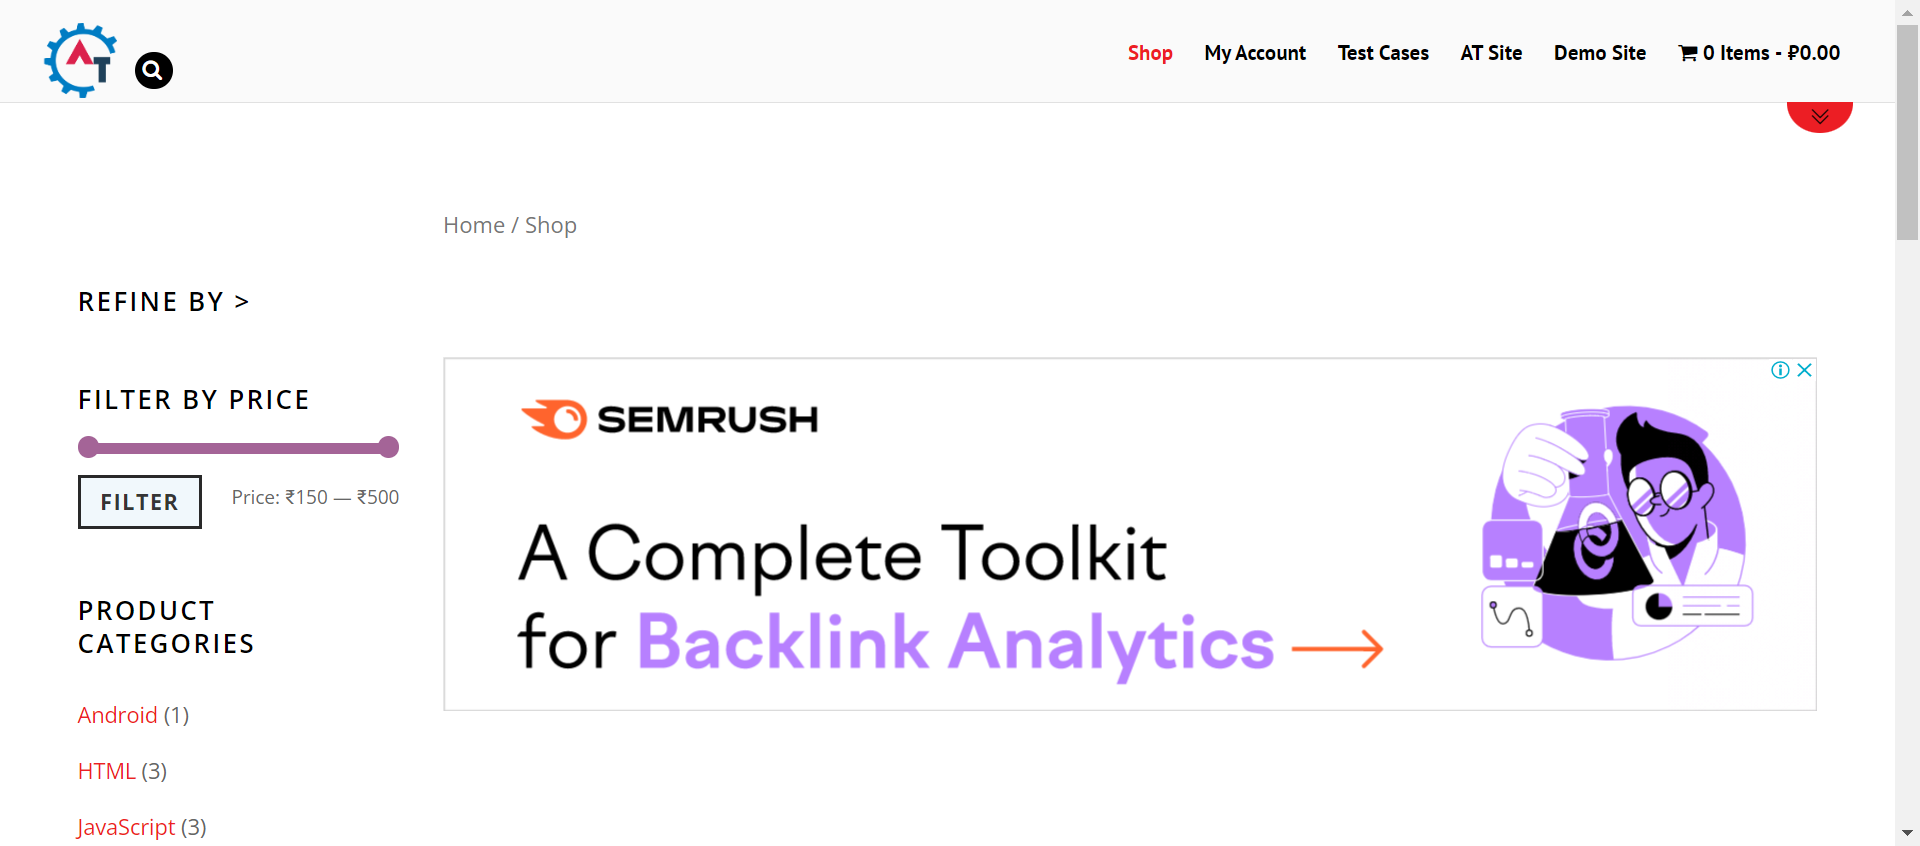 AT
Shop
My Account
Test Cases
AT Site
Demo Site
0 Items - ₽0.00
Home / Shop
REFINE BY >
FILTER BY PRICE
FILTER
Price: ₹150 — ₹500
PRODUCT
CATEGORIES
Android (1)
HTML (3)
JavaScript (3)
SEMRUSH
A Complete Toolkit
for Backlink Analytics